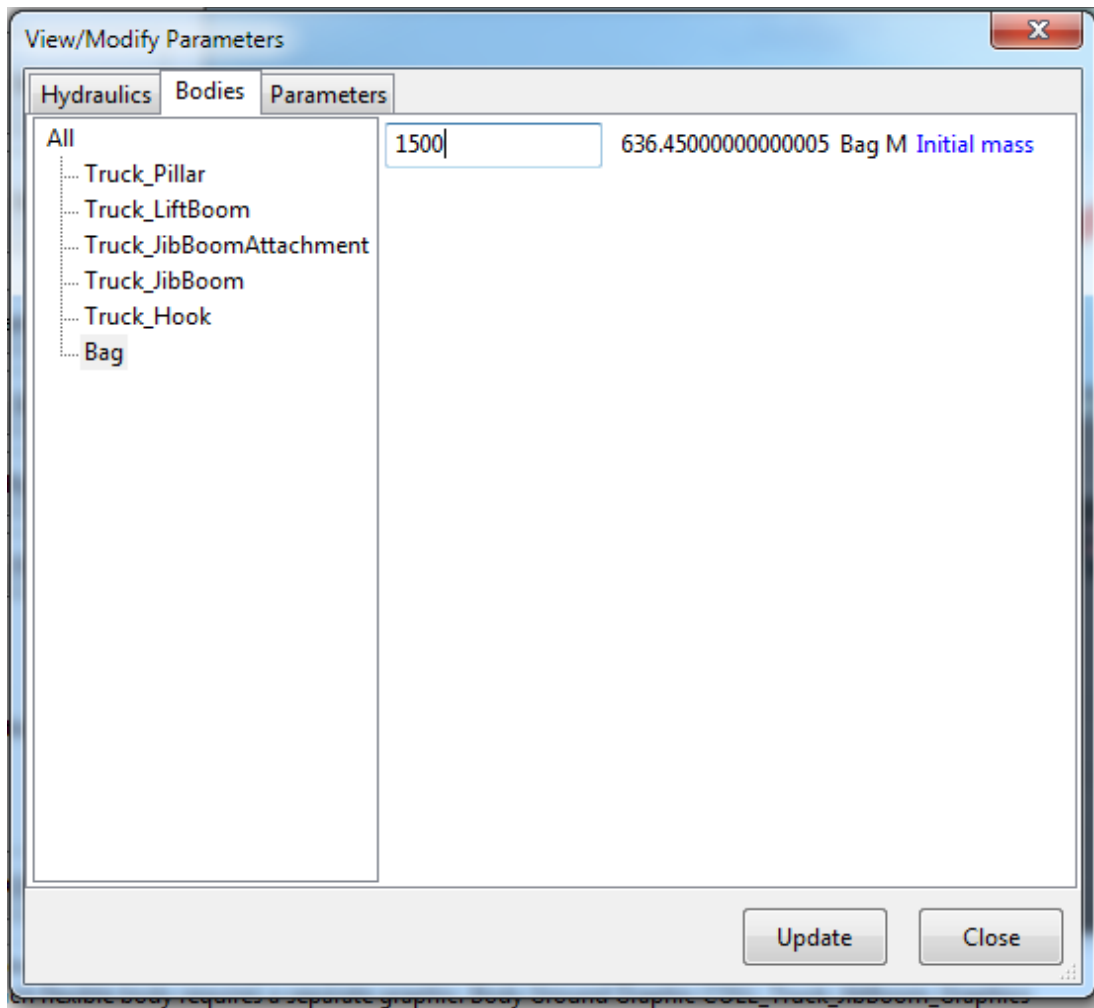 View/Modify Parameters
Hydraulics Bodies Parameters
All
1500 636.45000000000005 Bag M Initial mass
Truck_Pillar
Truck_LiftBoom
Truck_JibBoomAttachment
Truck_JibBoom
Truck_Hook
Bag
Update Close